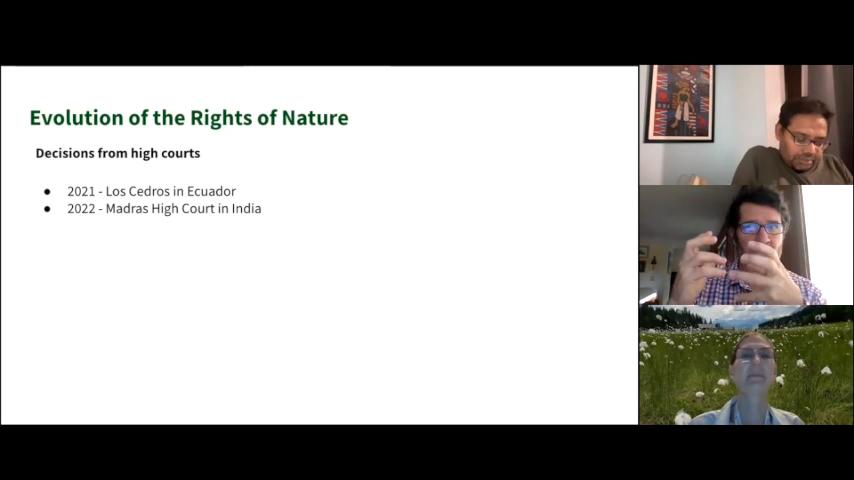 Evolution of the Rights of Nature
Decisions from high courts
● 2021 - Los Cedros in Ecuador
● 2022 - Madras High Court in India